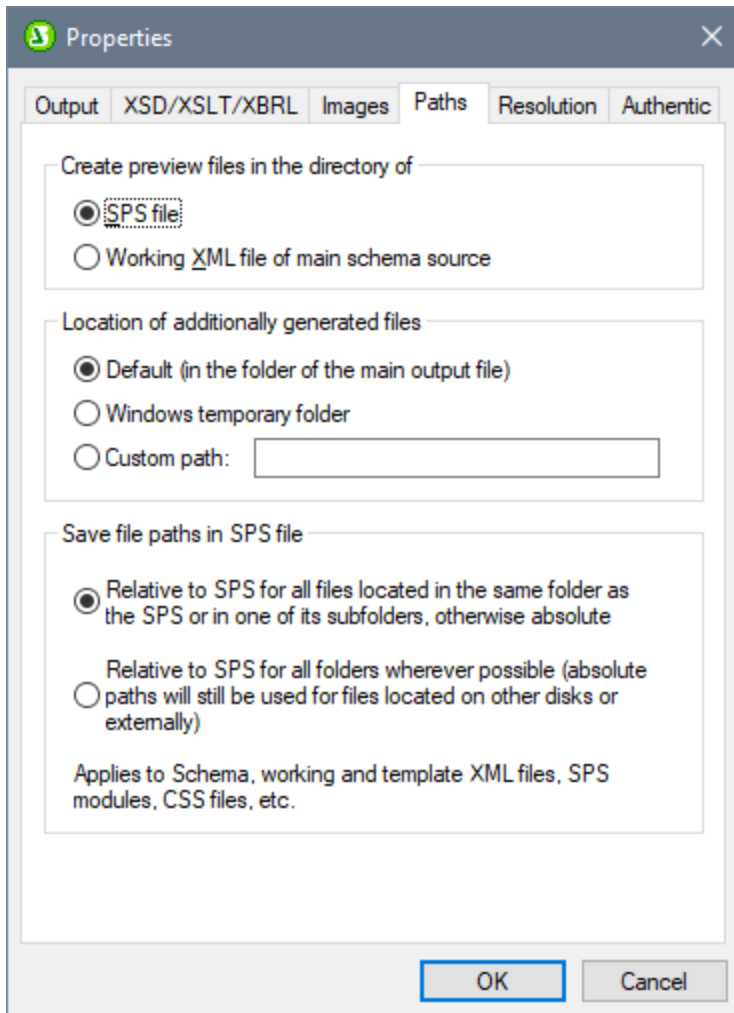 Properties
Output XSD/XSLT/XBRL Images Paths Resolution Authentic
Create preview files in the directory of
SPS file
Working XML file of main schema source
Location of additionally generated files
Default (in the folder of the main output file)
Windows temporary folder
Custom path:
Save file paths in SPS file
Relative to SPS for all files located in the same folder as
the SPS or in one of its subfolders, otherwise absolute
Relative to SPS for all folders wherever possible (absolute
paths will still be used for files located on other disks or
externally)
Applies to Schema, working and template XML files, SPS
modules, CSS files, etc.
OK Cancel